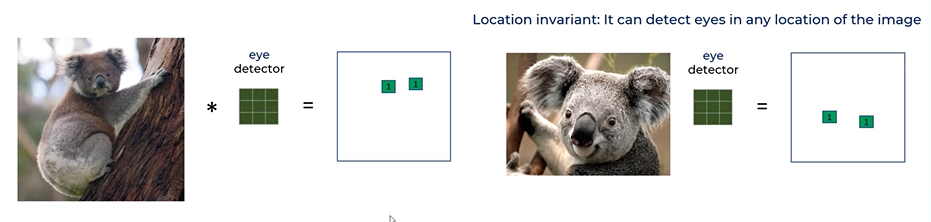 Location invariant: It can detect eyes in any location of the image
eye
detector
*
=
1 1
eye
detector
=
1
1